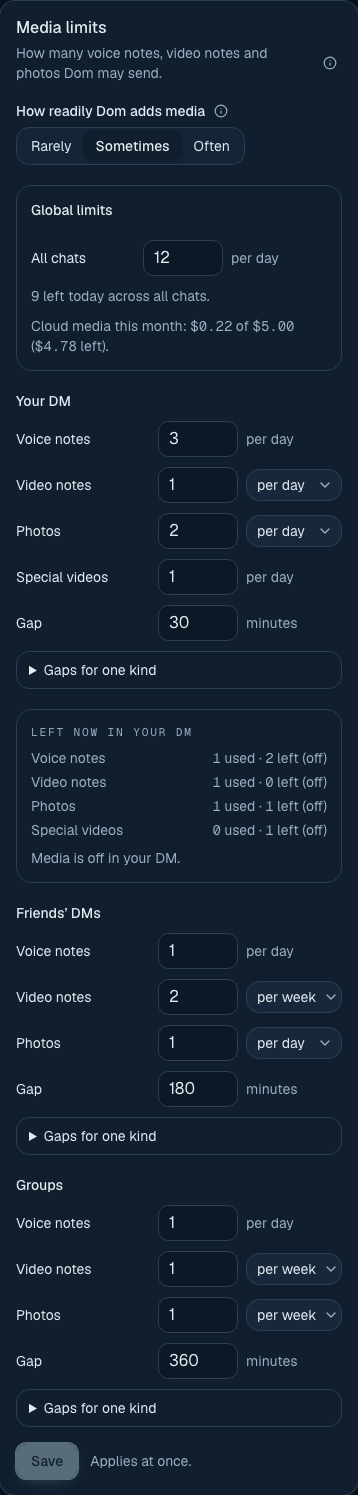 Media limits
How many voice notes, video notes and
photos Dom may send.
How readily Dom adds media
Rarely Sometimes Often
Global limits
All chats 12 per day
9 left today across all chats.
Cloud media this month: $0.22 of $5.00
($4.78 left).
Your DM
Voice notes 3 per day
Video notes 1 per day
Photos 2 per day
Special videos 1 per day
Gap 30 minutes
Gaps for one kind
LEFT NOW IN YOUR DM
Voice notes 1 used · 2 left (off)
Video notes 1 used · 0 left (off)
Photos 1 used · 1 left (off)
Special videos 0 used · 1 left (off)
Media is off in your DM.
Friends’ DMs
Voice notes 1 per day
Video notes 2 per week
Photos 1 per day
Gap 180 minutes
Gaps for one kind
Groups
Voice notes 1 per day
Video notes 1 per week
Photos 1 per week
Gap 360 minutes
Gaps for one kind
Save Applies at once.